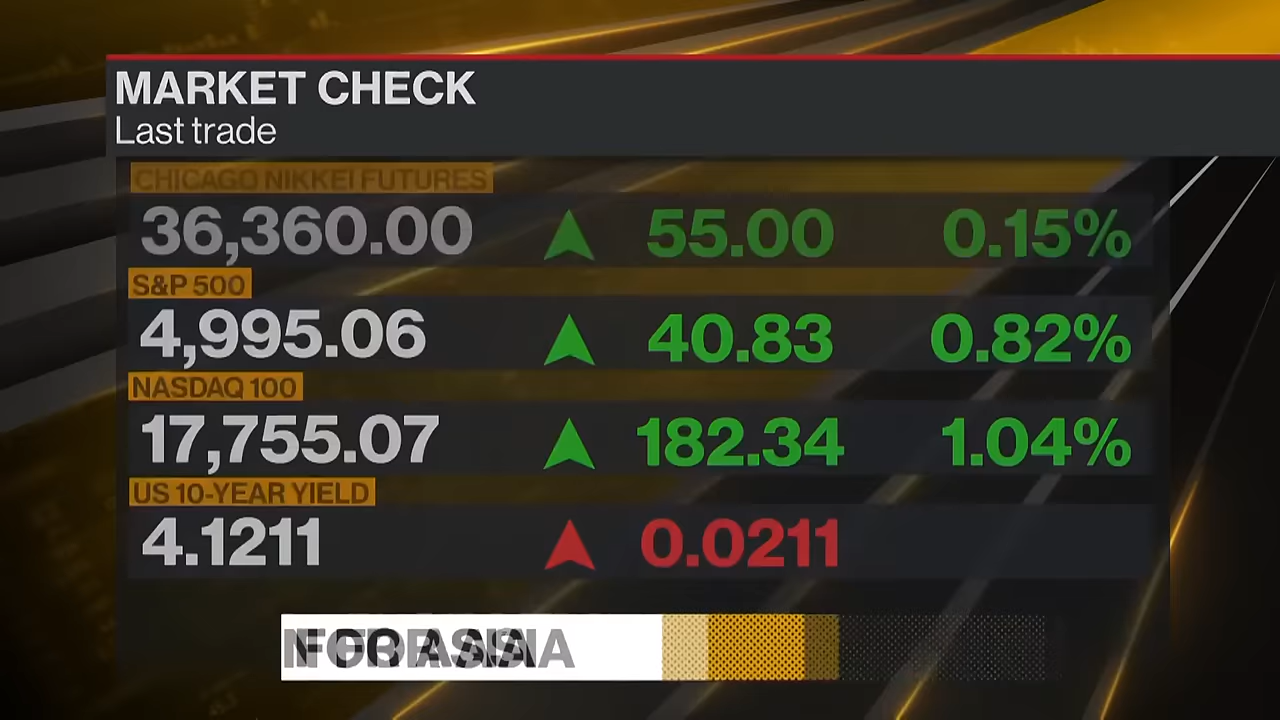 MARKET CHECK
Last trade
CHICAGO NIKKEI FUTURES
36,360.00 55.00 0.15%
S&P 500
4,995.06 40.83 0.82%
NASDAQ 100
17,755.07 182.34 1.04%
US 10-YEAR YIELD
4.1211 0.0211